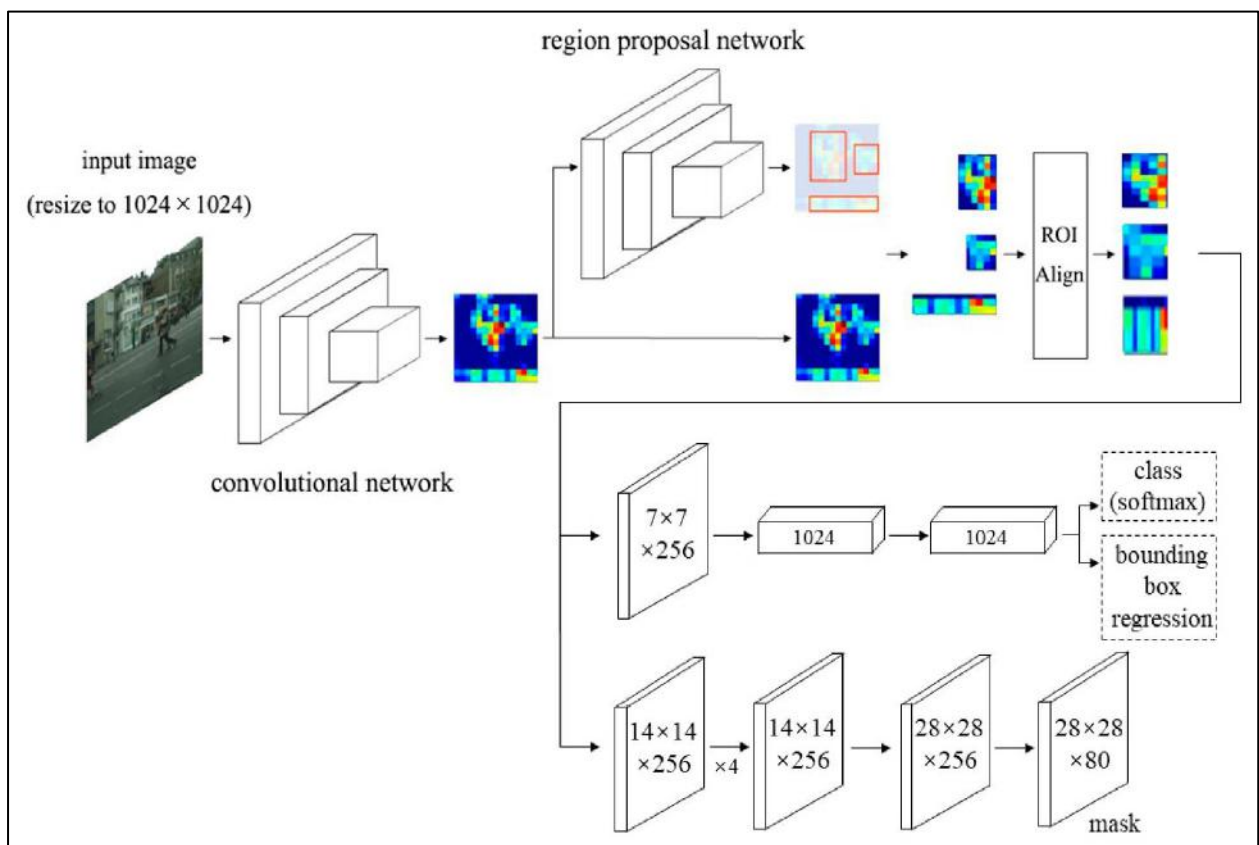 region proposal network
input image
(resize to 1024 × 1024)
ROI
Align
convolutional network
7×7
×256
1024
1024
class
(softmax)
bounding
box
regression
14×14
×256
×4
14×14
×256
28×28
×256
28×28
×80
mask